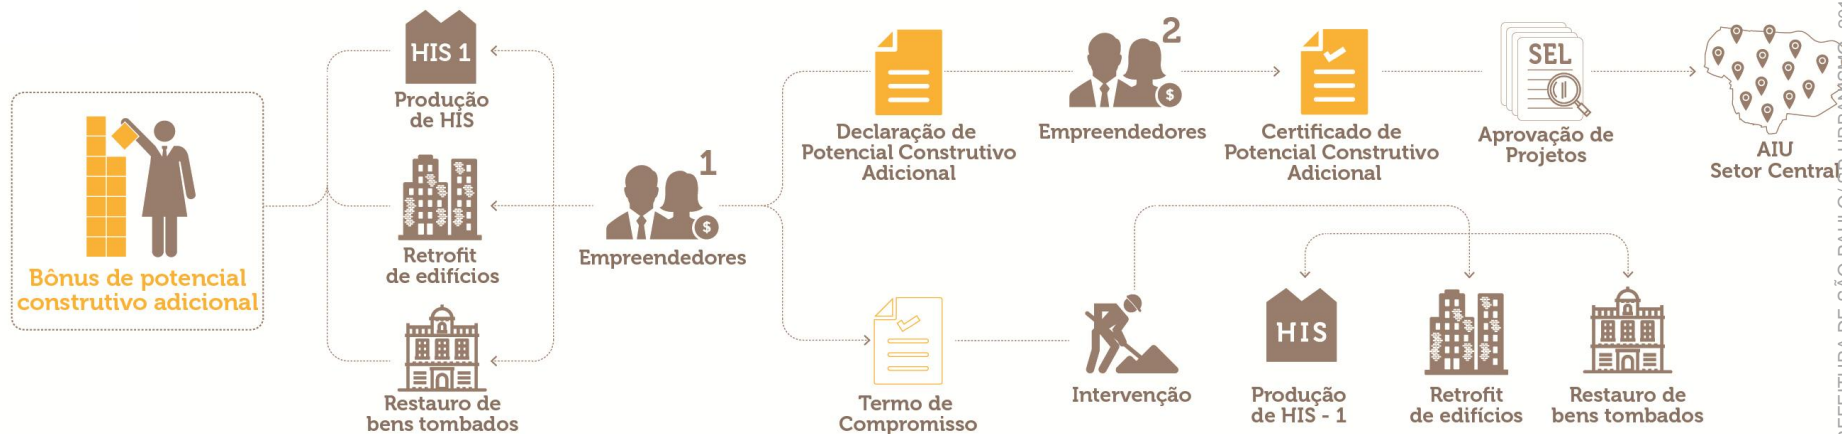 Bônus de potencial
construtivo adicional
HIS 1
Produção
de HIS
Retrofit
de edifícios
Restauro de
bens tombados
1
$
Empreendedores
Declaração de
Potencial Construtivo
Adicional
2
$
Empreendedores
Certificado de
Potencial Construtivo
Adicional
SEL
Aprovação de
Projetos
AIU
Setor Central
Termo de
Compromisso
Intervenção
HIS
Produção
de HIS - 1
Retrofit
de edifícios
Restauro de
bens tombados